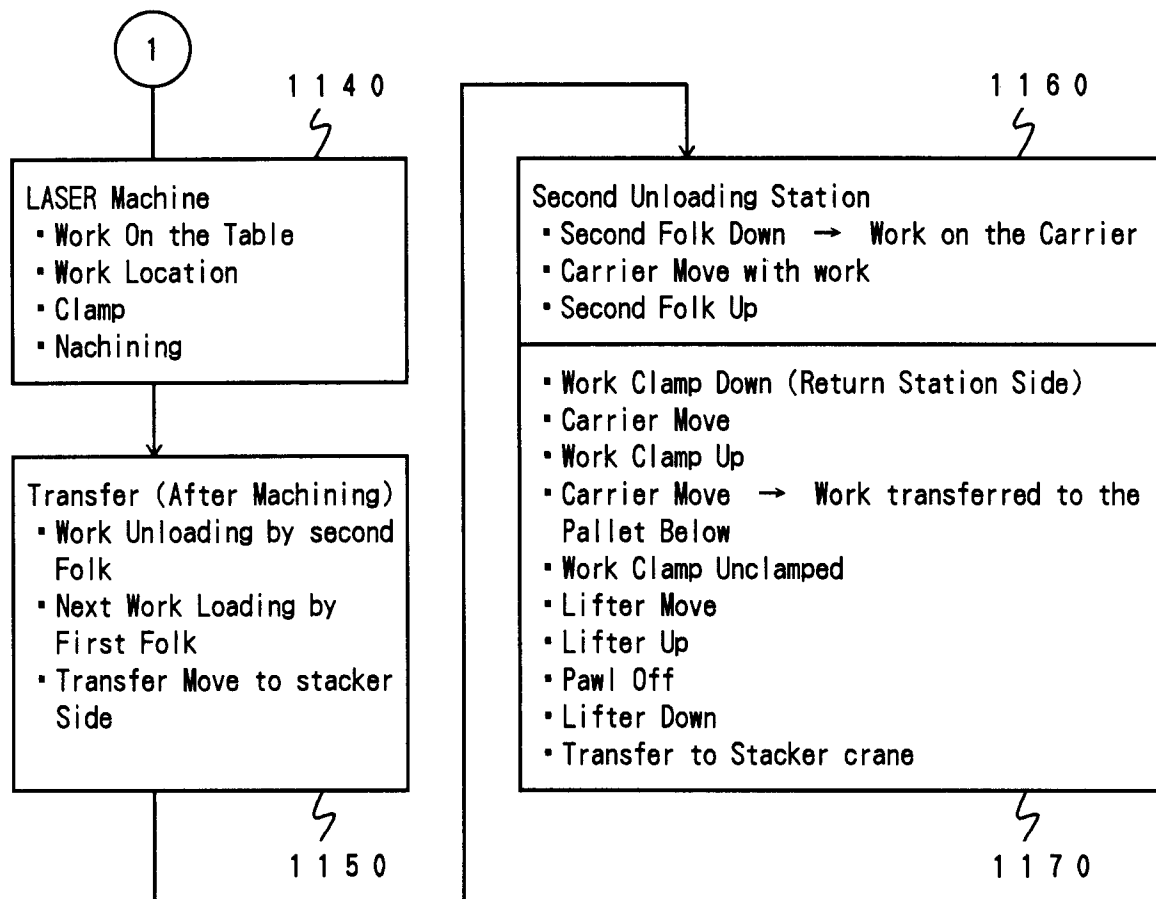 1
1140
LASER Machine
▪ Work On the Table
▪ Work Location
▪ Clamp
▪ Nachining
Transfer (After Machining)
▪ Work Unloading by second
Folk
▪ Next Work Loading by
First Folk
▪ Transfer Move to stacker
Side
1150
1160
Second Unloading Station
▪ Second Folk Down → Work on the Carrier
▪ Carrier Move with work
▪ Second Folk Up
▪ Work Clamp Down (Return Station Side)
▪ Carrier Move
▪ Work Clamp Up
▪ Carrier Move → Work transferred to the
Pallet Below
▪ Work Clamp Unclamped
▪ Lifter Move
▪ Lifter Up
▪ Pawl Off
▪ Lifter Down
▪ Transfer to Stacker crane
1170